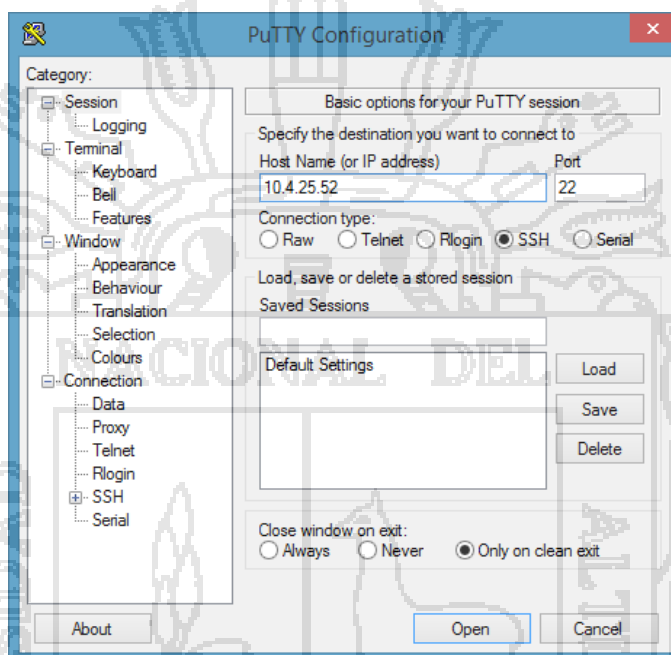 PuTTY Configuration
Category:
Session
Logging
Terminal
Keyboard
Bell
Features
Window
Appearance
Behaviour
Translation
Selection
Colours
Connection
Data
Proxy
Telnet
Rlogin
SSH
Serial
Basic options for your PuTTY session
Specify the destination you want to connect to
Host Name (or IP address) Port
10.4.25.52 22
Connection type:
Raw Telnet Rlogin SSH Serial
Load, save or delete a stored session
Saved Sessions
Default Settings
Load
Save
Delete
Close window on exit:
Always Never Only on clean exit
About Open Cancel
NACIONAL DEL